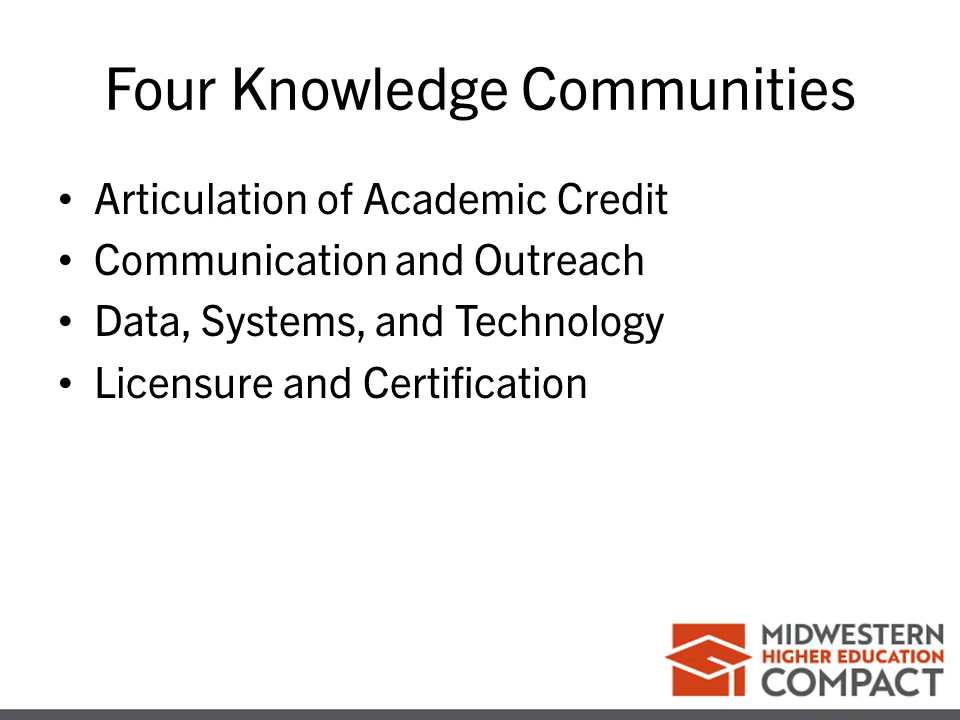 Four Knowledge Communities
• Articulation of Academic Credit
• Communication and Outreach
• Data, Systems, and Technology
• Licensure and Certification
MIDWESTERN
HIGHER EDUCATION
COMPACT